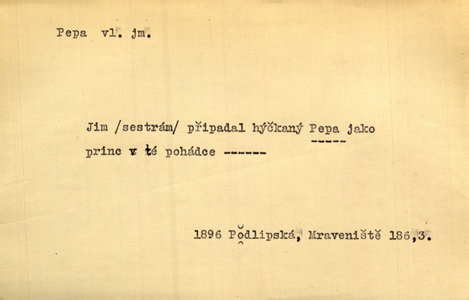 Pepa vl. jm.
Jim /sestrám/ připadal hýčkaný Pepa jako
princ v té pohádce ------
1896 Podlipská, Mraveniště 186,3.